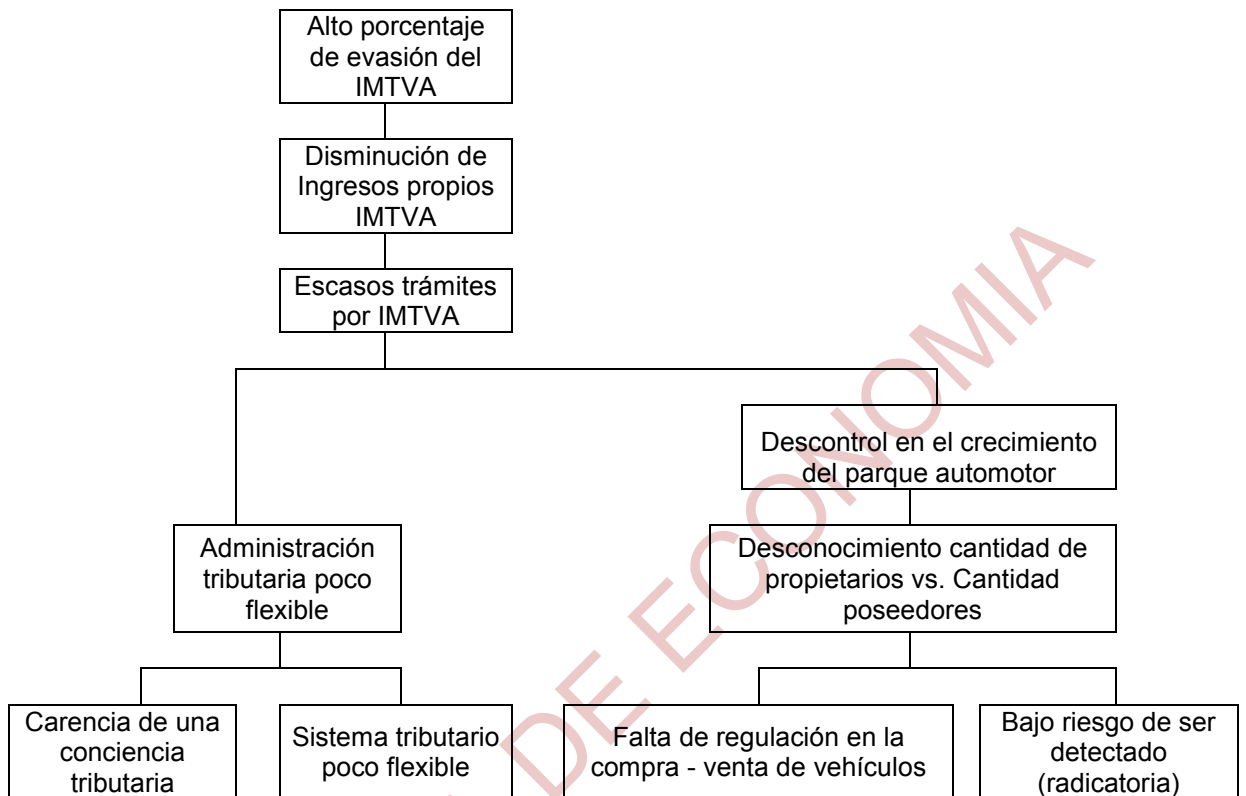 Alto porcentaje
de evasión del
IMTVA
Disminución de
Ingresos propios
IMTVA
Escasos trámites
por IMTVA
Descontrol en el crecimiento
del parque automotor
Administración
tributaria poco
flexible
Desconocimiento cantidad de
propietarios vs. Cantidad
poseedores
Carencia de una
conciencia
tributaria
Sistema tributario
poco flexible
Falta de regulación en la
compra - venta de vehículos
Bajo riesgo de ser
detectado
(radicatoria)
DE ECONOMIA